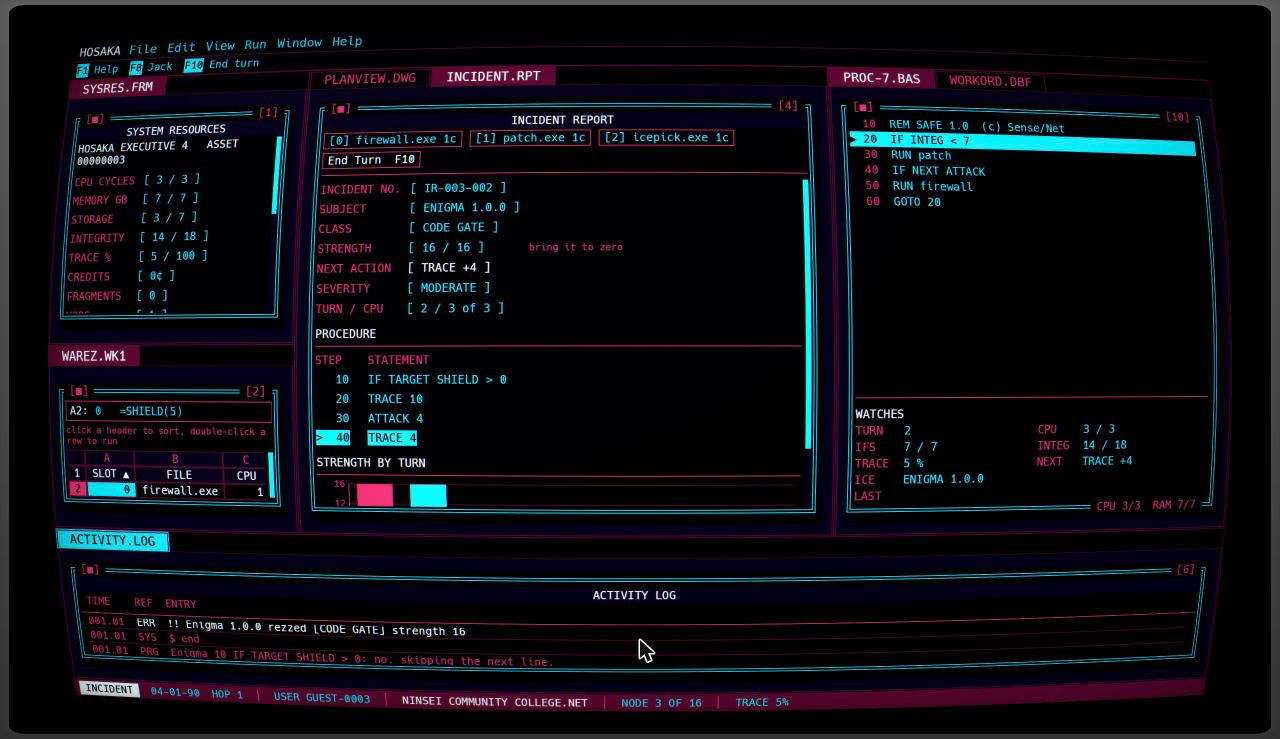 HOSAKA File Edit View Run Window Help
F1 Help F8 Jack F10 End turn
SYSRES.FRM
[■] [1]
SYSTEM RESOURCES
HOSAKA EXECUTIVE 4 ASSET
00000003
CPU CYCLES [ 3 / 3 ]
MEMORY GB [ 7 / 7 ]
STORAGE [ 3 / 7 ]
INTEGRITY [ 14 / 18 ]
TRACE % [ 5 / 100 ]
CREDITS [ 0¢ ]
FRAGMENTS [ 0 ]
WAREZ.WK1
[■] [2]
A2: 0 =SHIELD(5)
click a header to sort, double-click a
row to run
A B C
1 SLOT ▲ FILE CPU
2 0 firewall.exe 1
PLANVIEW.DWG INCIDENT.RPT
[■] [4]
INCIDENT REPORT
[0] firewall.exe 1c [1] patch.exe 1c [2] icepick.exe 1c
End Turn F10
INCIDENT NO. [ IR-003-002 ]
SUBJECT [ ENIGMA 1.0.0 ]
CLASS [ CODE GATE ]
STRENGTH [ 16 / 16 ] bring it to zero
NEXT ACTION [ TRACE +4 ]
SEVERITY [ MODERATE ]
TURN / CPU [ 2 / 3 of 3 ]
PROCEDURE
STEP STATEMENT
10 IF TARGET SHIELD > 0
20 TRACE 10
30 ATTACK 4
> 40 TRACE 4
STRENGTH BY TURN
16
12
PROC-7.BAS WORKORD.DBF
[■] [10]
10 REM SAFE 1.0 (c) Sense/Net
> 20 IF INTEG < 7
30 RUN patch
40 IF NEXT ATTACK
50 RUN firewall
60 GOTO 20
WATCHES
TURN 2 CPU 3 / 3
IFS 7 / 7 INTEG 14 / 18
TRACE 5 % NEXT TRACE +4
ICE ENIGMA 1.0.0
LAST
CPU 3/3 RAM 7/7
ACTIVITY.LOG
[■] [6]
ACTIVITY LOG
TIME REF ENTRY
001.01 ERR !! Enigma 1.0.0 rezzed [CODE GATE] strength 16
001.01 SYS $ end
001.01 PRG Enigma 10 IF TARGET SHIELD > 0: no. skipping the next line.
INCIDENT 04-01-90 HOP 1 USER GUEST-0003 NINSEI COMMUNITY COLLEGE.NET NODE 3 OF 16 TRACE 5%